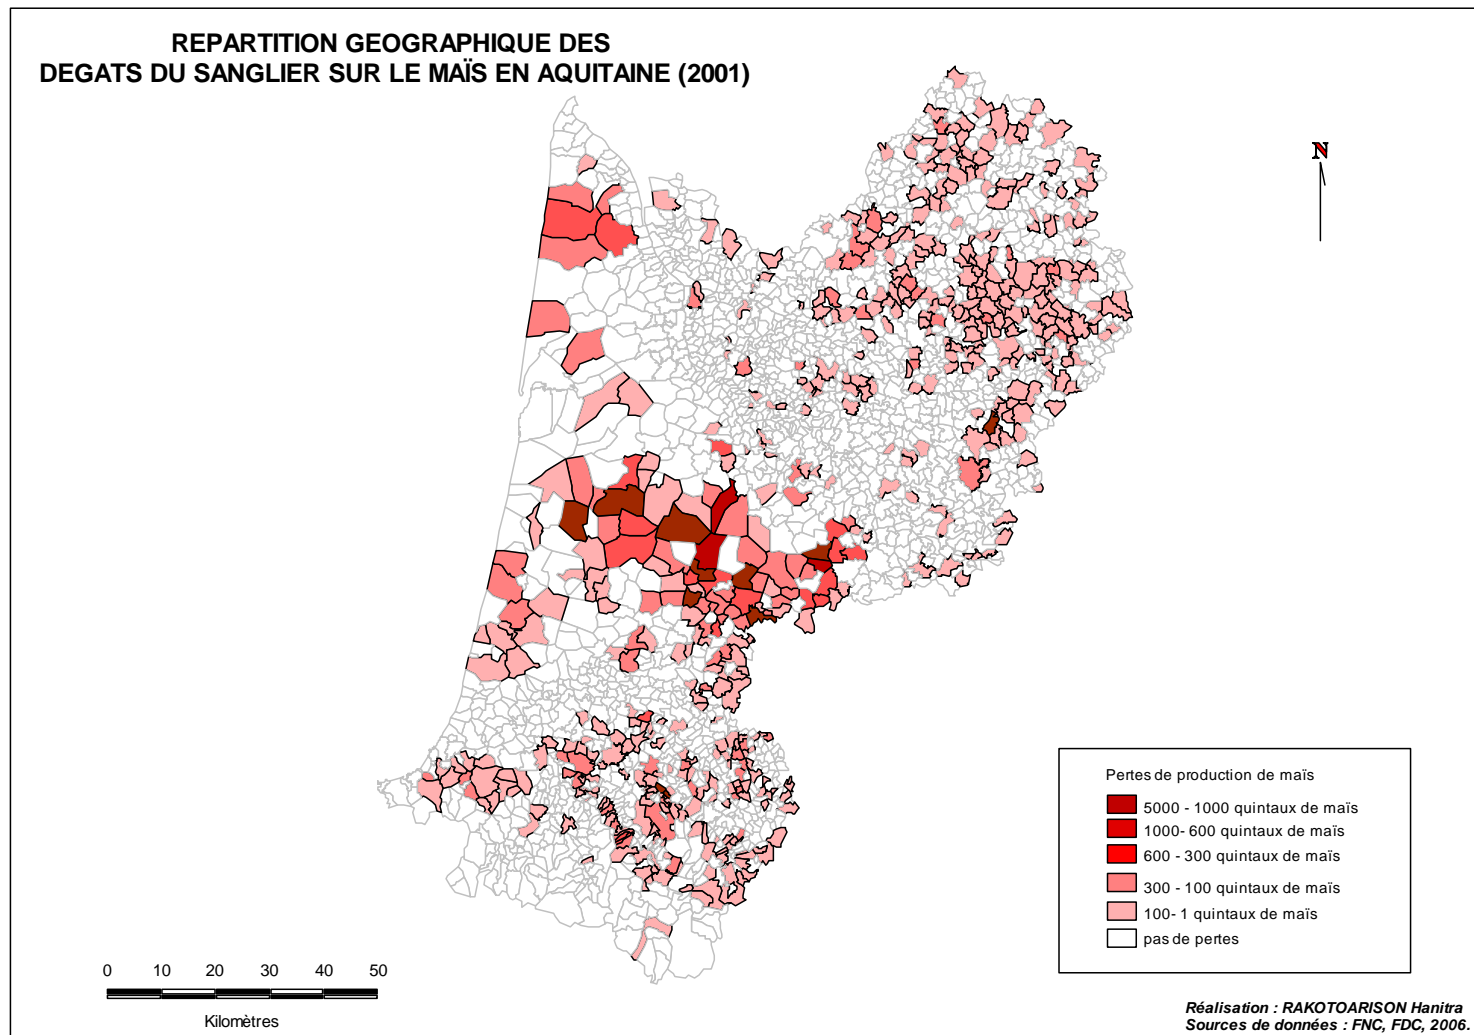 REPARTITION GEOGRAPHIQUE DES
DEGATS DU SANGLIER SUR LE MAÏS EN AQUITAINE (2001)
N
Pertes de production de maïs
5000 - 1000 quintaux de maïs
1000- 600 quintaux de maïs
600 - 300 quintaux de maïs
300 - 100 quintaux de maïs
100- 1 quintaux de maïs
pas de pertes
0 10 20 30 40 50
Kilomètres
Réalisation : RAKOTOARISON Hanitra
Sources de données : FNC, FDC, 2006.